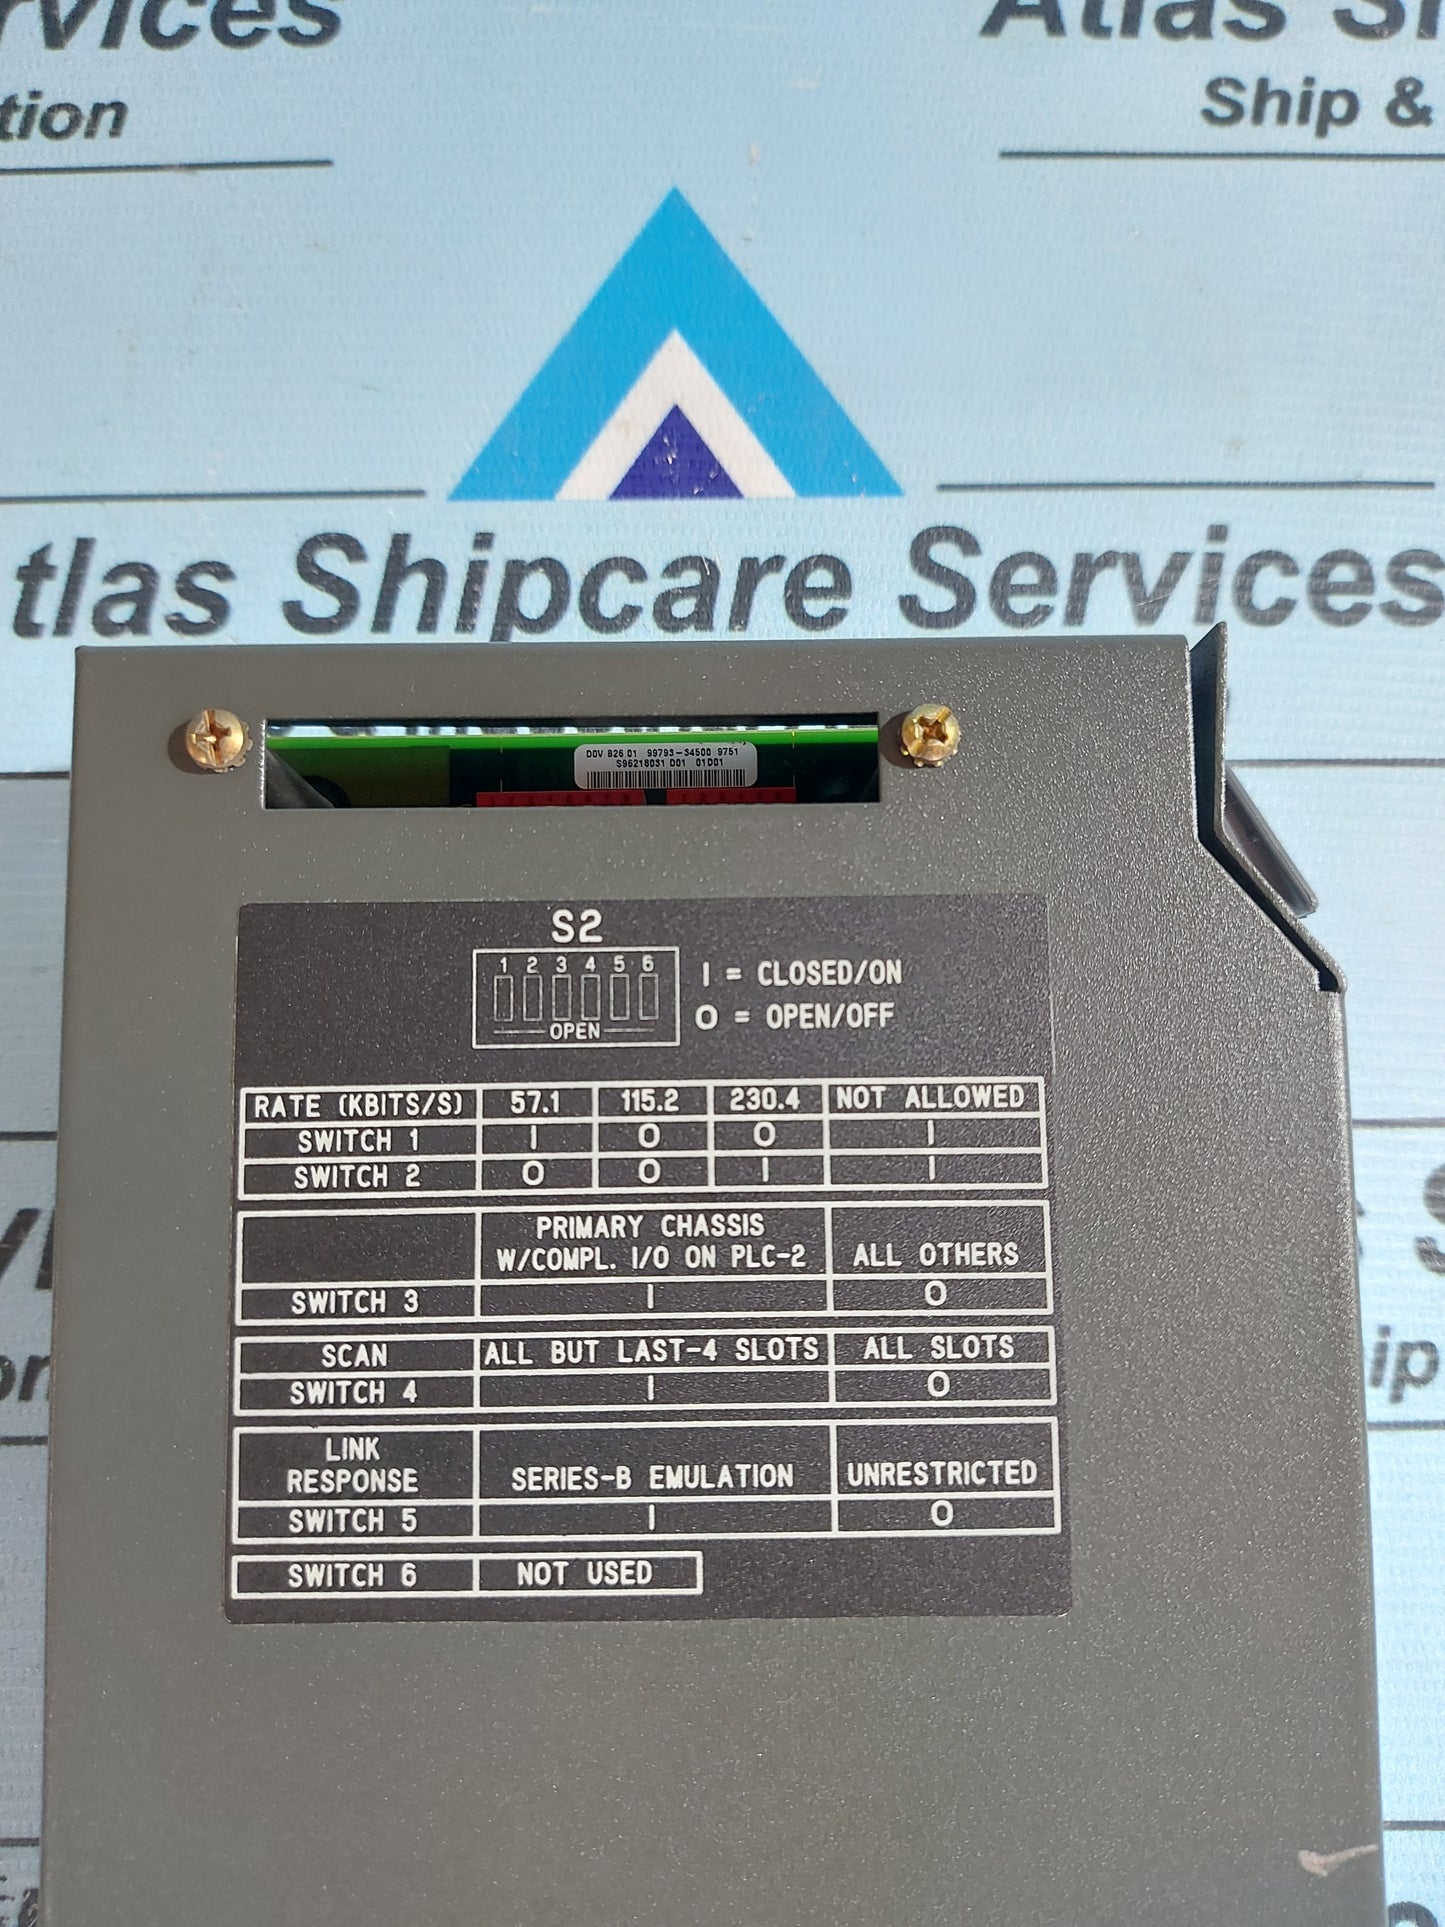 rvices
Atlas Sh
tion
Ship &
tlas Shipcare Services
D0V 826 01 99793-34500 9751
S96218031 D01 01D01
S2
1 2 3 4 5 6
OPEN
I = CLOSED/ON
O = OPEN/OFF
RATE (KBITS/S) 57.1 115.2 230.4 NOT ALLOWED
SWITCH 1 I O O I
SWITCH 2 O O I I
PRIMARY CHASSIS
W/COMPL. I/O ON PLC-2 ALL OTHERS
SWITCH 3 I O
SCAN ALL BUT LAST-4 SLOTS ALL SLOTS
SWITCH 4 I O
LINK
RESPONSE SERIES-B EMULATION UNRESTRICTED
SWITCH 5 I O
SWITCH 6 NOT USED
ip